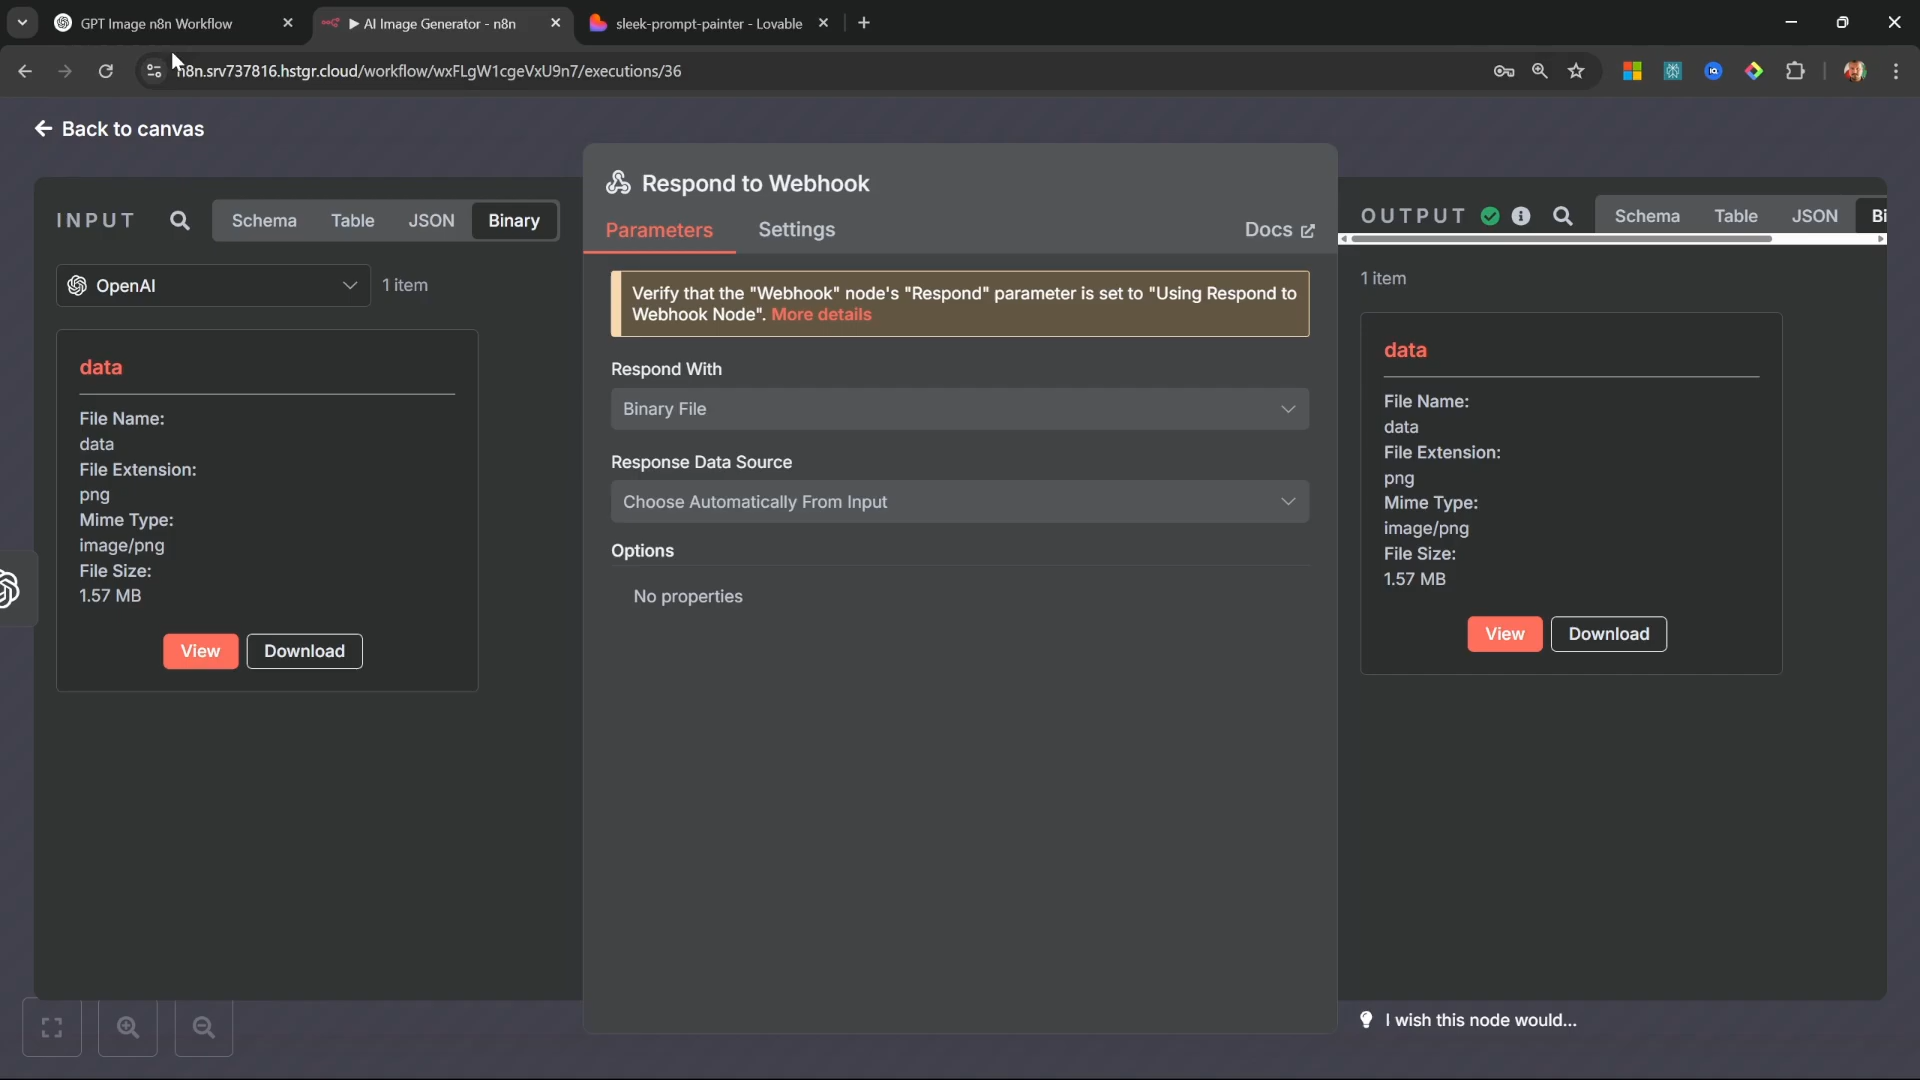 GPT Image n8n Workflow
AI Image Generator - n8n
sleek-prompt-painter - Lovable
n8n.srv737816.hstgr.cloud/workflow/wxFLgW1cgeVxU9n7/executions/36
Back to canvas
INPUT
Schema
Table
JSON
Binary
OpenAI
1 item
data
File Name:
data
File Extension:
png
Mime Type:
image/png
File Size:
1.57 MB
View
Download
Respond to Webhook
Parameters
Settings
Docs
Verify that the "Webhook" node's "Respond" parameter is set to "Using Respond to
Webhook Node". More details
Respond With
Binary File
Response Data Source
Choose Automatically From Input
Options
No properties
OUTPUT
Schema
Table
JSON
Bi
1 item
data
File Name:
data
File Extension:
png
Mime Type:
image/png
File Size:
1.57 MB
View
Download
I wish this node would...